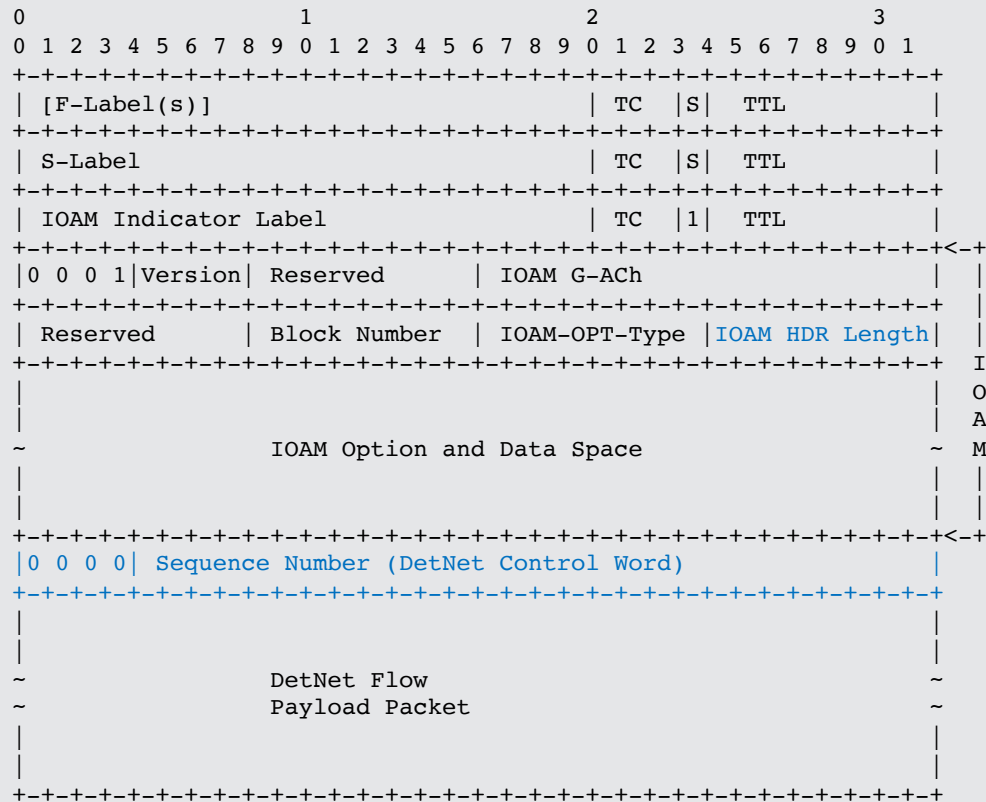 0                   1                   2                   3
0 1 2 3 4 5 6 7 8 9 0 1 2 3 4 5 6 7 8 9 0 1 2 3 4 5 6 7 8 9 0 1
+-+-+-+-+-+-+-+-+-+-+-+-+-+-+-+-+-+-+-+-+-+-+-+-+-+-+-+-+-+-+-+-+
| [F-Label(s)]                          | TC  |S|  TTL          |
+-+-+-+-+-+-+-+-+-+-+-+-+-+-+-+-+-+-+-+-+-+-+-+-+-+-+-+-+-+-+-+-+
| S-Label                               | TC  |S|  TTL          |
+-+-+-+-+-+-+-+-+-+-+-+-+-+-+-+-+-+-+-+-+-+-+-+-+-+-+-+-+-+-+-+-+
| IOAM Indicator Label                  | TC  |1|  TTL          |
+-+-+-+-+-+-+-+-+-+-+-+-+-+-+-+-+-+-+-+-+-+-+-+-+-+-+-+-+-+-+-+-+<-+
|0 0 0 1|Version| Reserved      | IOAM G-ACh                    |  |
+-+-+-+-+-+-+-+-+-+-+-+-+-+-+-+-+-+-+-+-+-+-+-+-+-+-+-+-+-+-+-+-+  |
| Reserved      | Block Number  | IOAM-OPT-Type |IOAM HDR Length|  |
+-+-+-+-+-+-+-+-+-+-+-+-+-+-+-+-+-+-+-+-+-+-+-+-+-+-+-+-+-+-+-+-+  I
|                                                               |  O
|                                                               |  A
~                 IOAM Option and Data Space                    ~  M
|                                                               |  |
|                                                               |  |
+-+-+-+-+-+-+-+-+-+-+-+-+-+-+-+-+-+-+-+-+-+-+-+-+-+-+-+-+-+-+-+-+<-+
|0 0 0 0| Sequence Number (DetNet Control Word)                 |
+-+-+-+-+-+-+-+-+-+-+-+-+-+-+-+-+-+-+-+-+-+-+-+-+-+-+-+-+-+-+-+-+
|                                                               |
|                                                               |
~                 DetNet Flow                                   ~
~                 Payload Packet                                ~
|                                                               |
|                                                               |
+-+-+-+-+-+-+-+-+-+-+-+-+-+-+-+-+-+-+-+-+-+-+-+-+-+-+-+-+-+-+-+-+